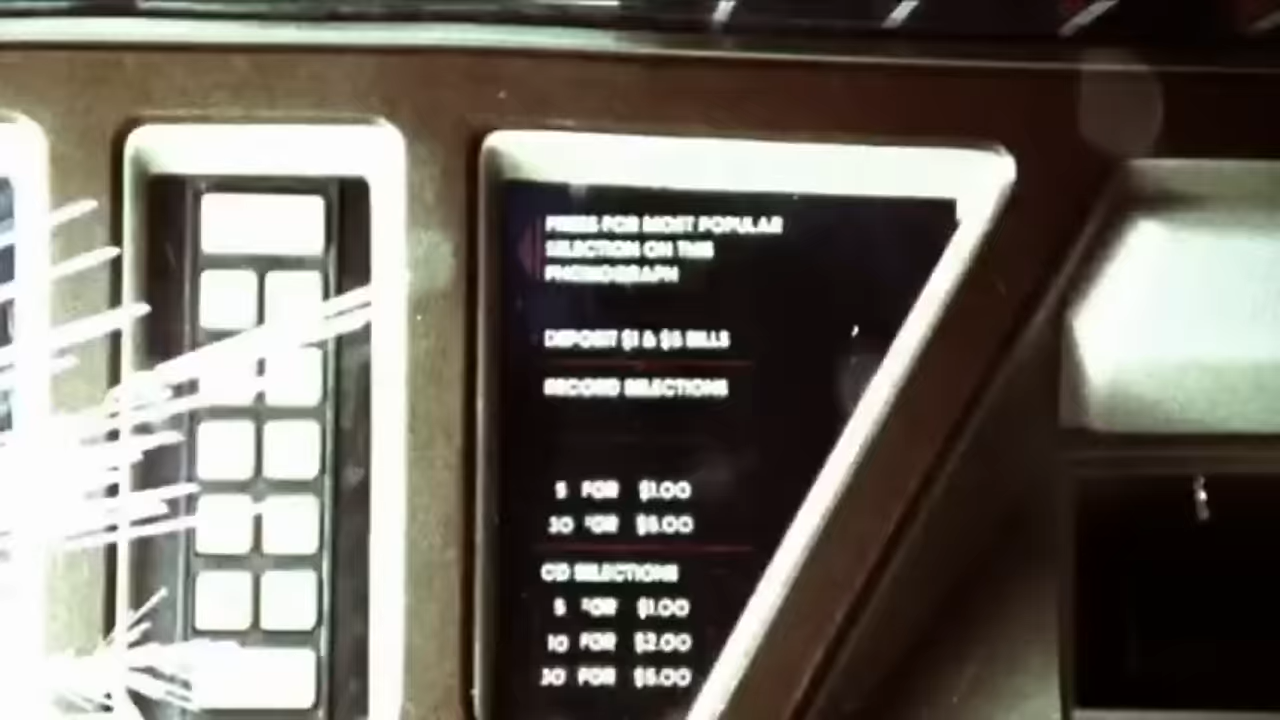 PRESS FOR MOST POPULAR
SELECTION ON THIS
PHONOGRAPH
DEPOSIT $1 & $5 BILLS
RECORD SELECTIONS
5 FOR $1.00
30 FOR $5.00
CD SELECTIONS
5 FOR $1.00
10 FOR $2.00
30 FOR $5.00